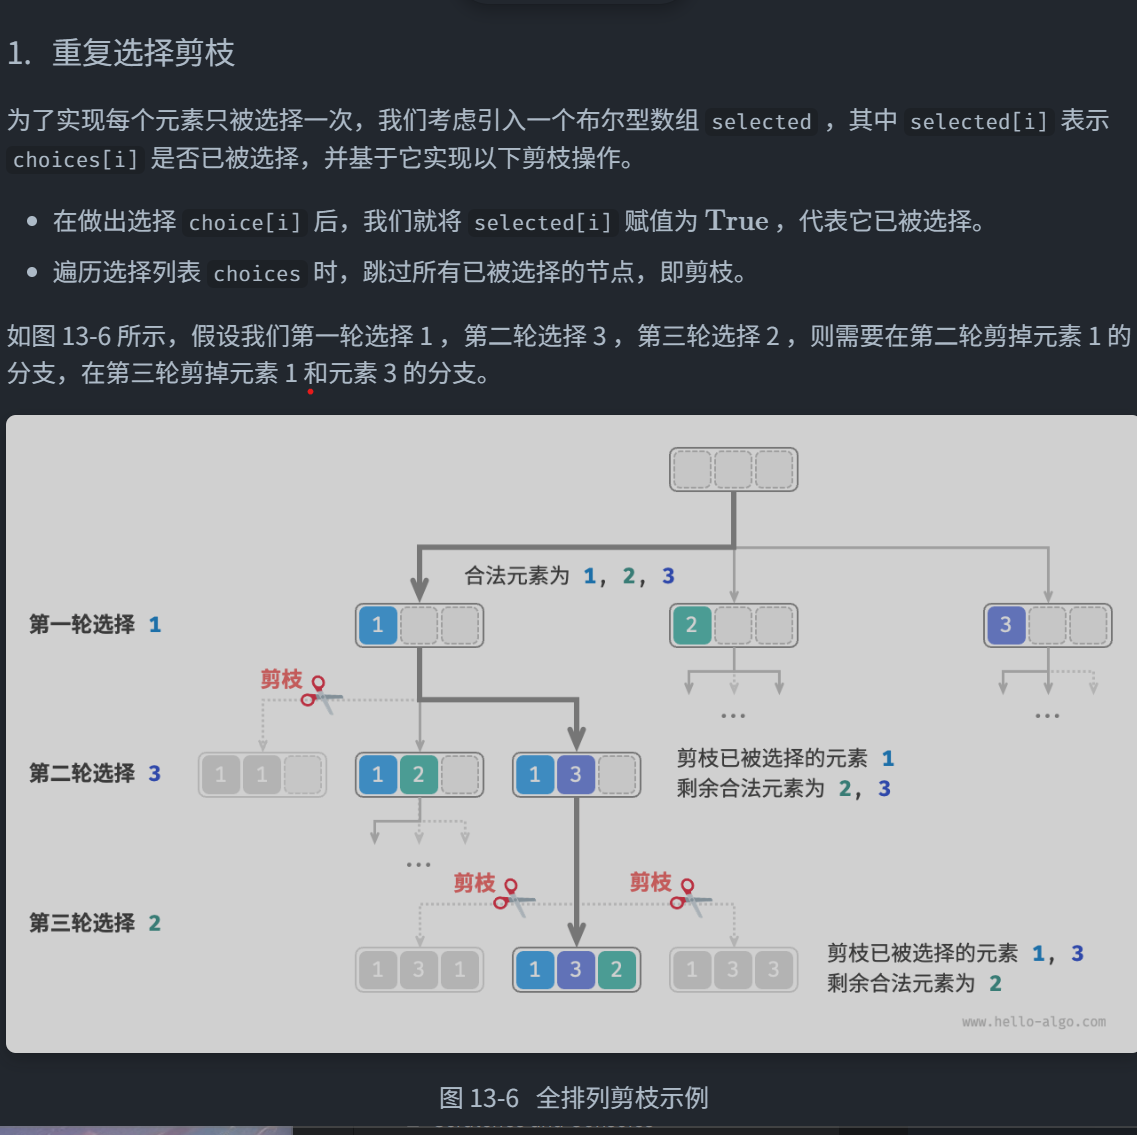 1. 重复选择剪枝
为了实现每个元素只被选择一次，我们考虑引入一个布尔型数组 selected ，其中 selected[i] 表示
choices[i] 是否已被选择，并基于它实现以下剪枝操作。
在做出选择 choice[i] 后，我们就将 selected[i] 赋值为 True ，代表它已被选择。
遍历选择列表 choices 时，跳过所有已被选择的节点，即剪枝。
如图 13-6 所示，假设我们第一轮选择 1 ，第二轮选择 3 ，第三轮选择 2 ，则需要在第二轮剪掉元素 1 的
分支，在第三轮剪掉元素 1 和元素 3 的分支。
合法元素为 1, 2, 3
第一轮选择 1
1
2
3
剪枝
...
...
第二轮选择 3
1 1
1 2
1 3
剪枝已被选择的元素 1
剩余合法元素为 2, 3
...
剪枝
剪枝
第三轮选择 2
1 3 1
1 3 2
1 3 3
剪枝已被选择的元素 1, 3
剩余合法元素为 2
www.hello-algo.com
图 13-6 全排列剪枝示例